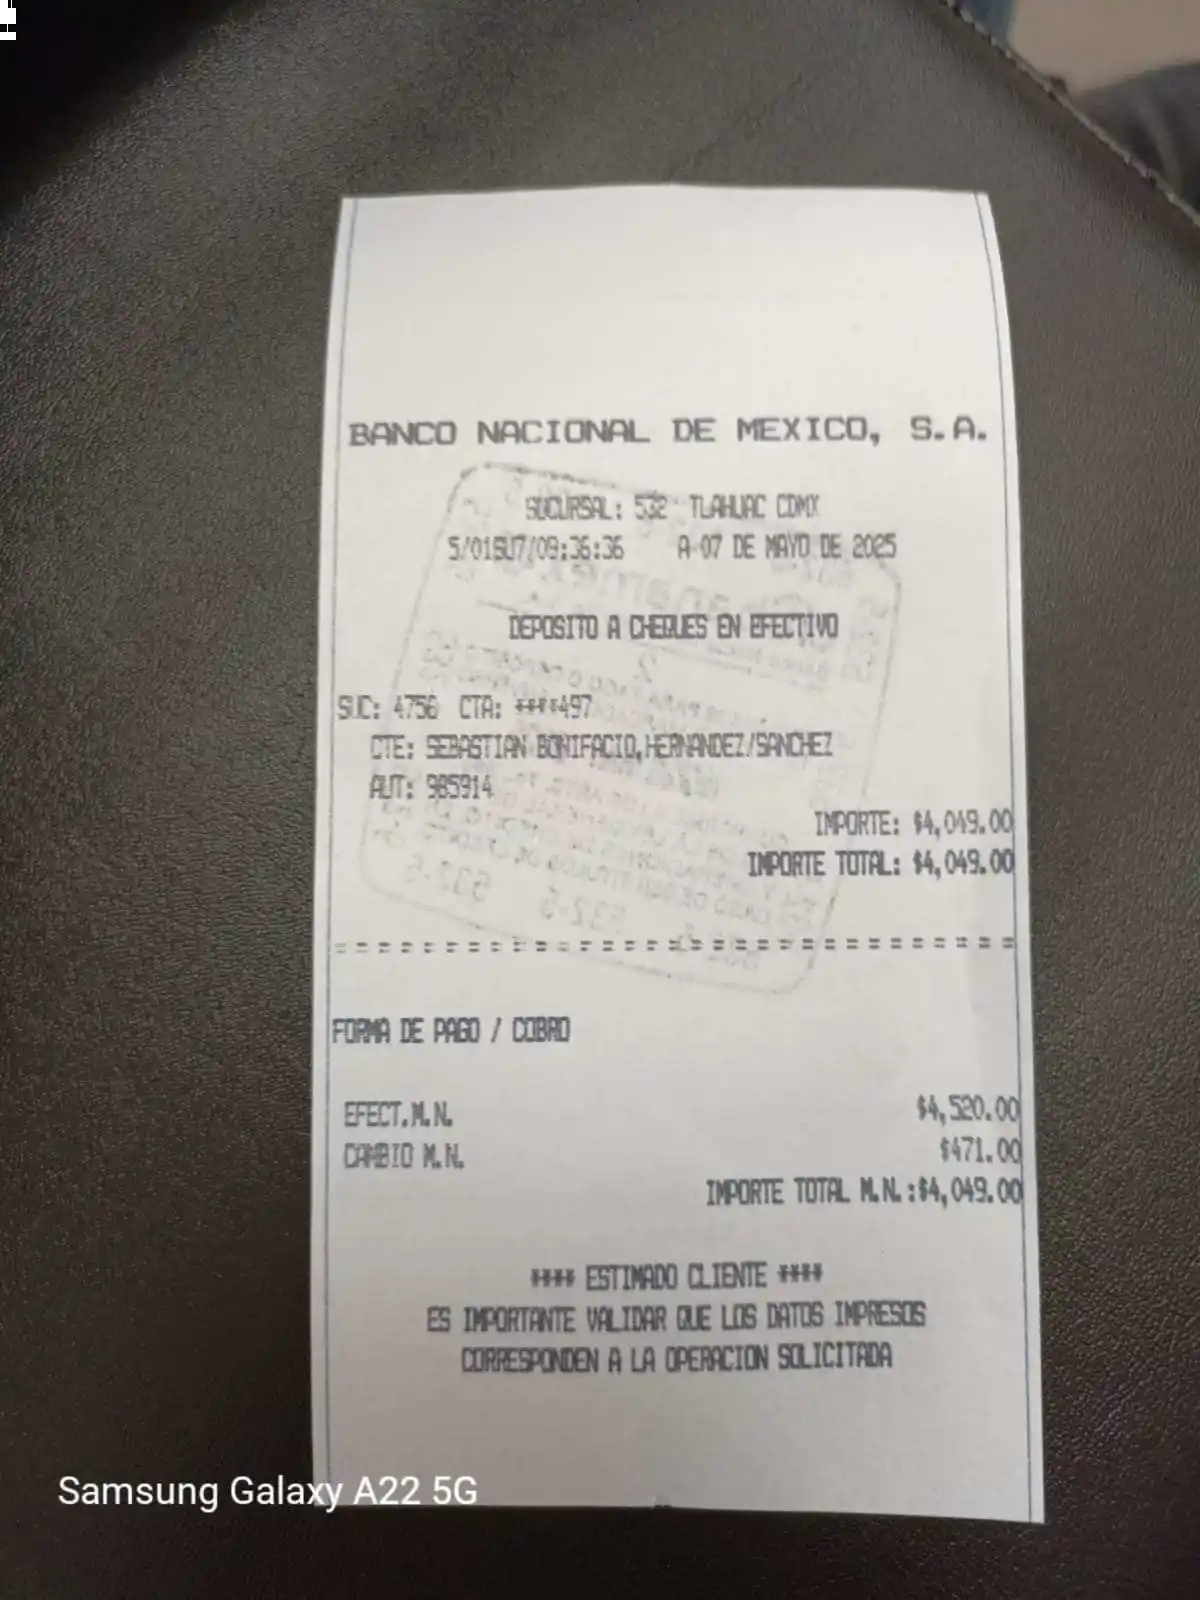 BANCO NACIONAL DE MEXICO, S.A.
SUCURSAL: 532 TLAHUAC CDMX
5/01SU7/09:36:36 A 07 DE MAYO DE 2025
DEPOSITO A CHEQUES EN EFECTIVO
SUC: 4756 CTA: ****497
CTE: SEBASTIAN BONIFACIO,HERNANDEZ/SANCHEZ
AUT: 985914
IMPORTE: $4,049.00
IMPORTE TOTAL: $4,049.00
FORMA DE PAGO / COBRO
EFECT.M.N. $4,520.00
CAMBIO M.N. $471.00
IMPORTE TOTAL M.N.:$4,049.00
**** ESTIMADO CLIENTE ****
ES IMPORTANTE VALIDAR QUE LOS DATOS IMPRESOS
CORRESPONDEN A LA OPERACION SOLICITADA
Samsung Galaxy A22 5G